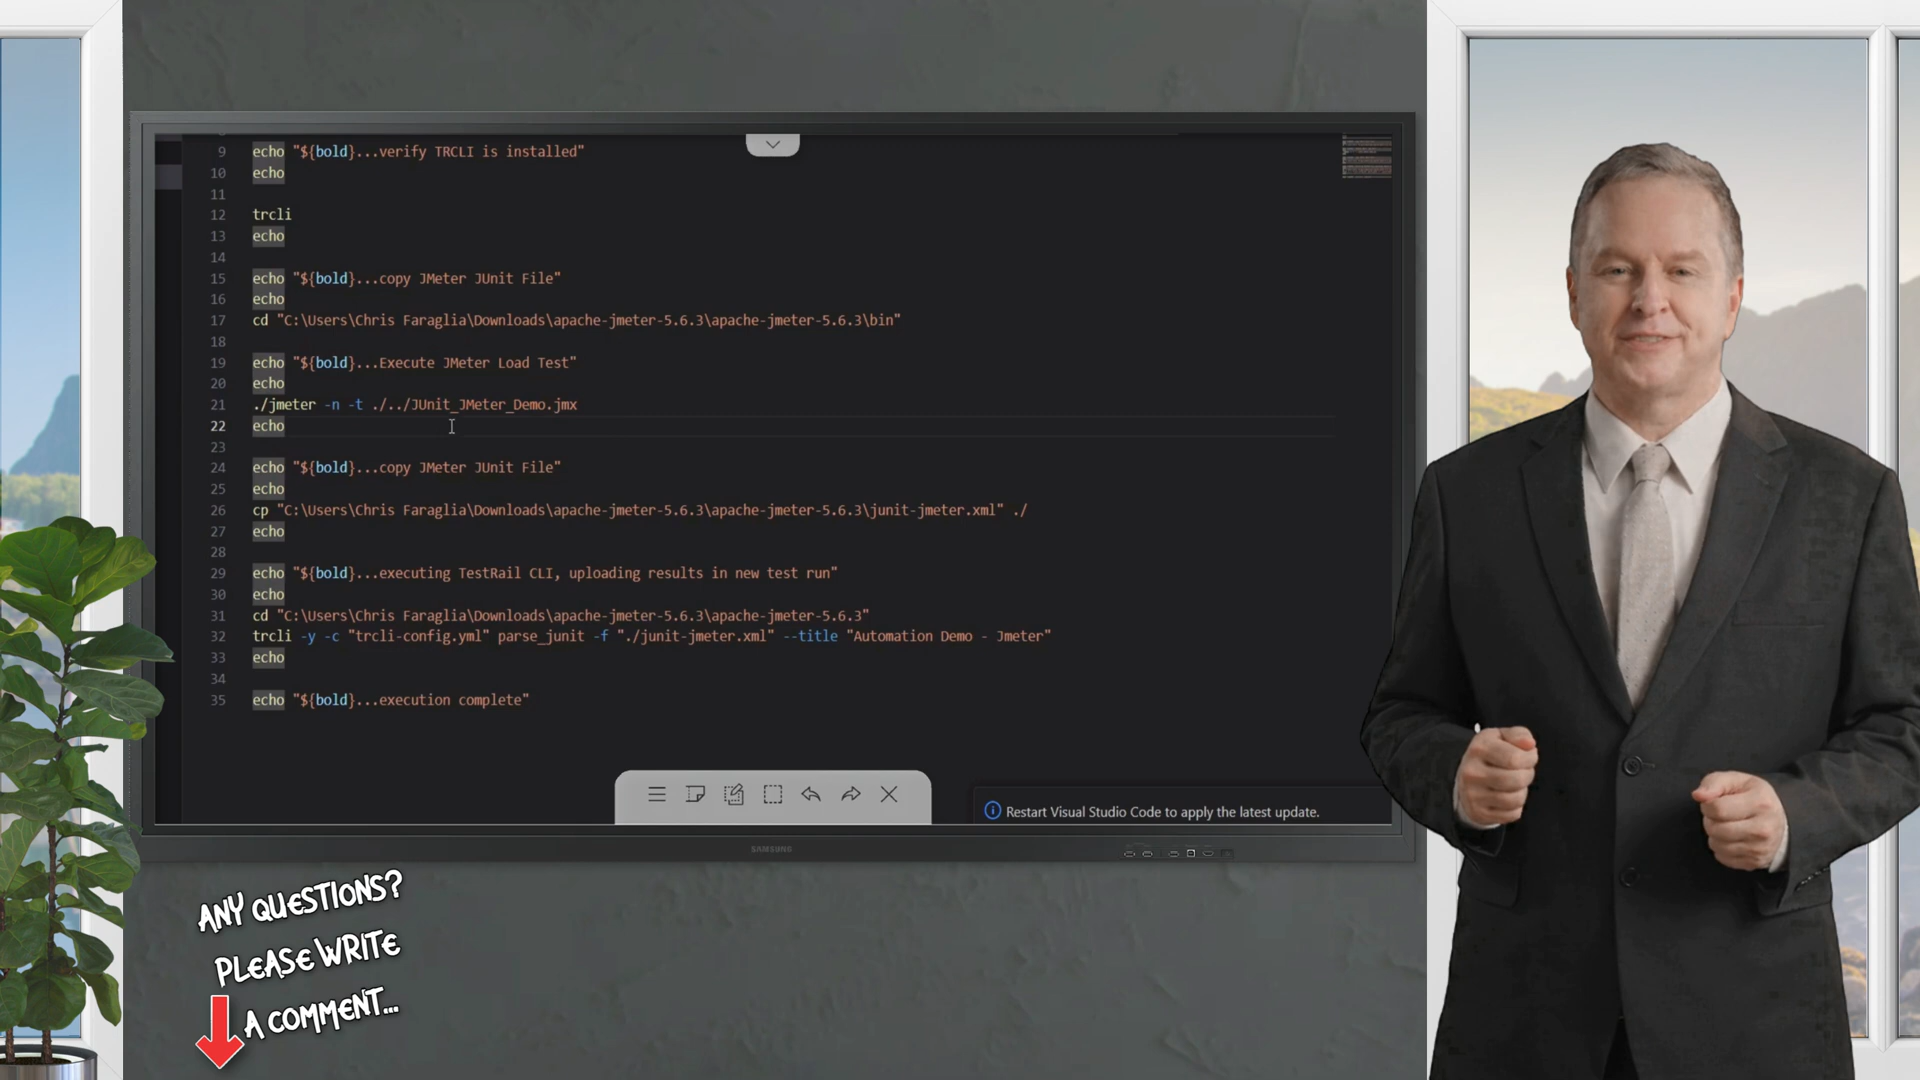 9 echo "${bold}...verify TRCLI is installed"
10 echo
11
12 trcli
13 echo
14
15 echo "${bold}...copy JMeter JUnit File"
16 echo
17 cd "C:\Users\Chris Faraglia\Downloads\apache-jmeter-5.6.3\apache-jmeter-5.6.3\bin"
18
19 echo "${bold}...Execute JMeter Load Test"
20 echo
21 ./jmeter -n -t ./../JUnit_JMeter_Demo.jmx
22 echo
23
24 echo "${bold}...copy JMeter JUnit File"
25 echo
26 cp "C:\Users\Chris Faraglia\Downloads\apache-jmeter-5.6.3\apache-jmeter-5.6.3\junit-jmeter.xml" ./
27 echo
28
29 echo "${bold}...executing TestRail CLI, uploading results in new test run"
30 echo
31 cd "C:\Users\Chris Faraglia\Downloads\apache-jmeter-5.6.3\apache-jmeter-5.6.3"
32 trcli -y -c "trcli-config.yml" parse_junit -f "./junit-jmeter.xml" --title "Automation Demo - Jmeter"
33 echo
34
35 echo "${bold}...execution complete"
Restart Visual Studio Code to apply the latest update.
SAMSUNG
ANY QUESTIONS?
PLEASE WRITE
A COMMENT...